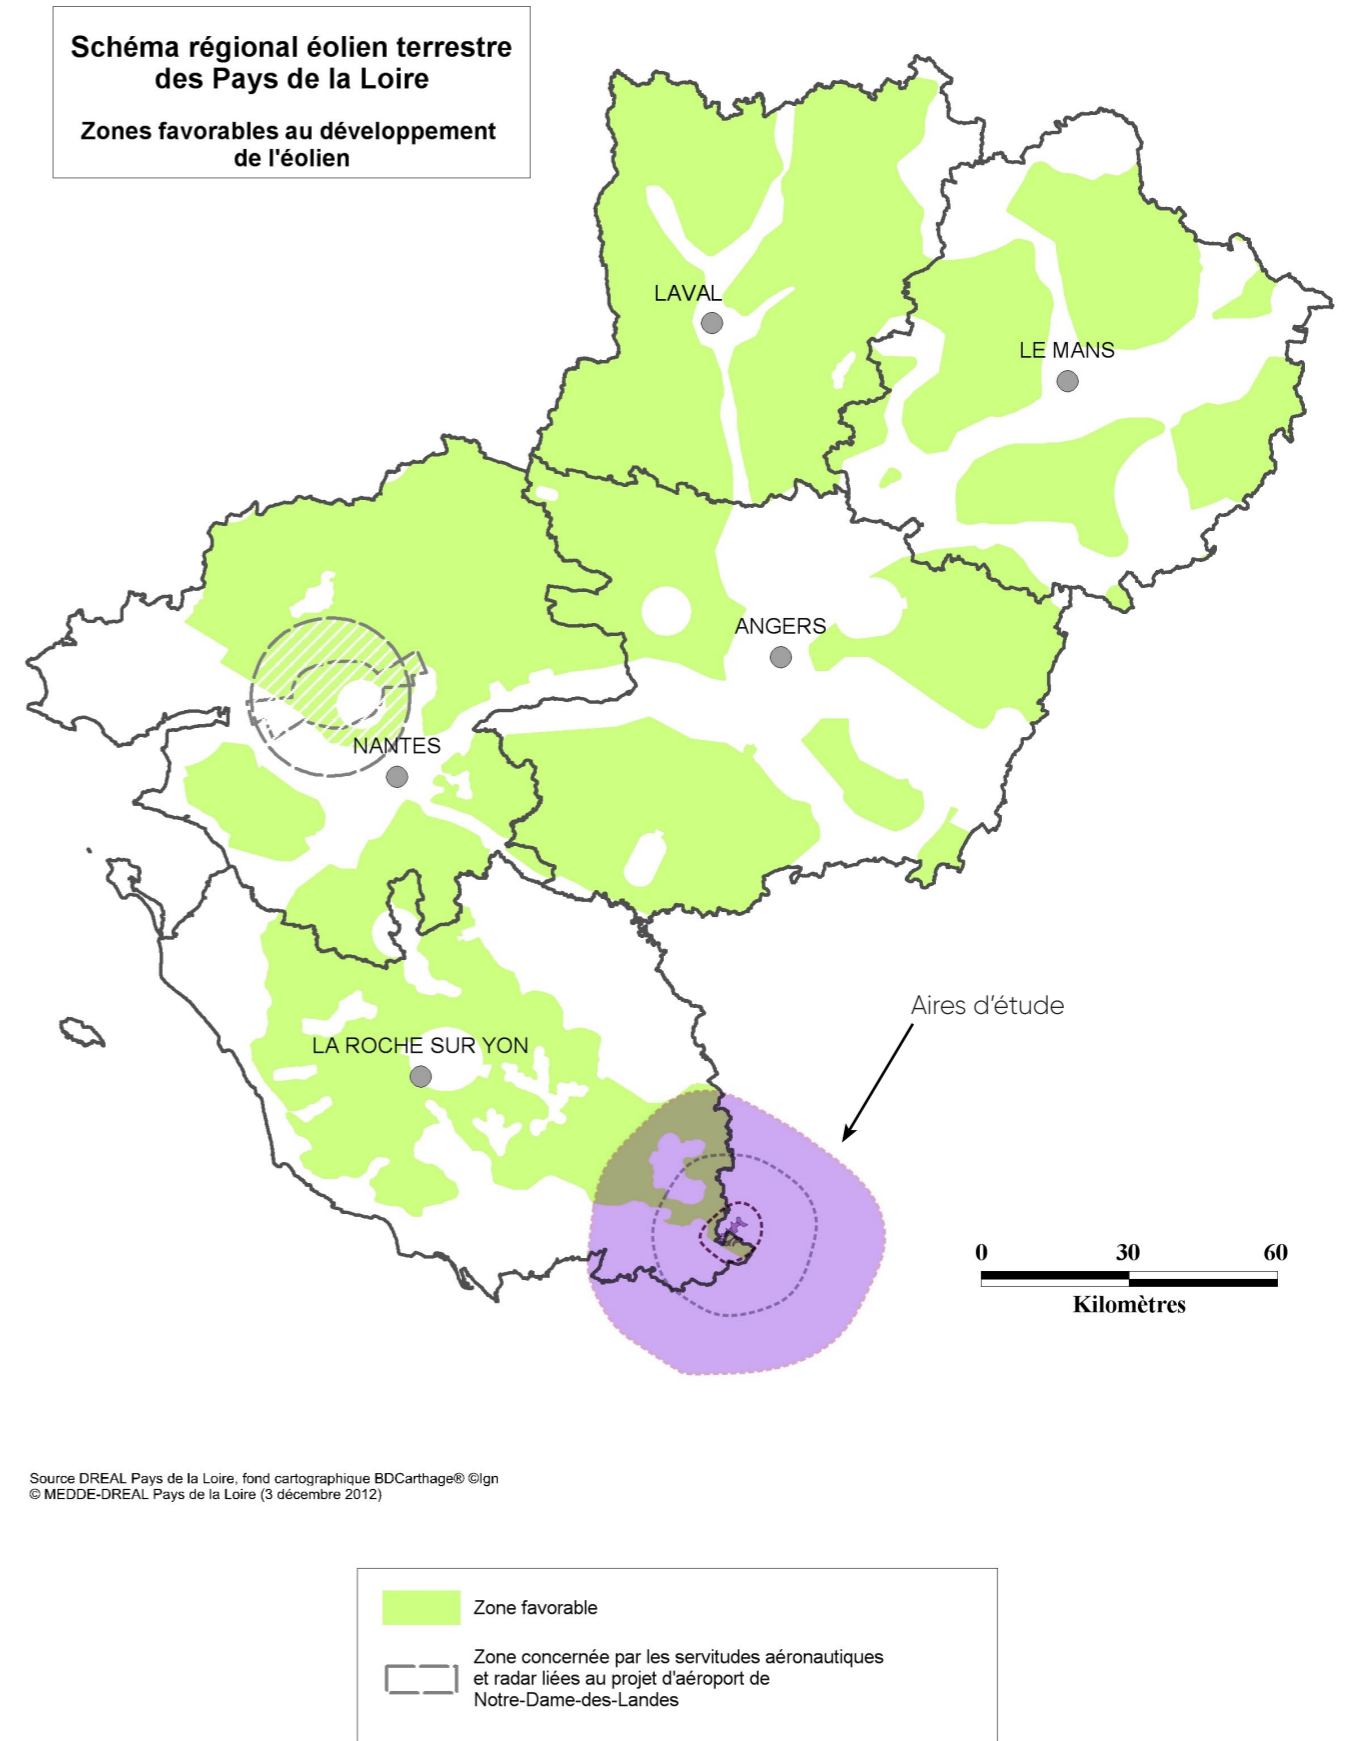 Schéma régional éolien terrestre
des Pays de la Loire
Zones favorables au développement
de l'éolien
LAVAL
LE MANS
ANGERS
NANTES
Aires d'étude
LA ROCHE SUR YON
0 30 60
Kilomètres
Source DREAL Pays de la Loire, fond cartographique BDCarthage® ©Ign
© MEDDE-DREAL Pays de la Loire (3 décembre 2012)
Zone favorable
Zone concernée par les servitudes aéronautiques
et radar liées au projet d'aéroport de
Notre-Dame-des-Landes